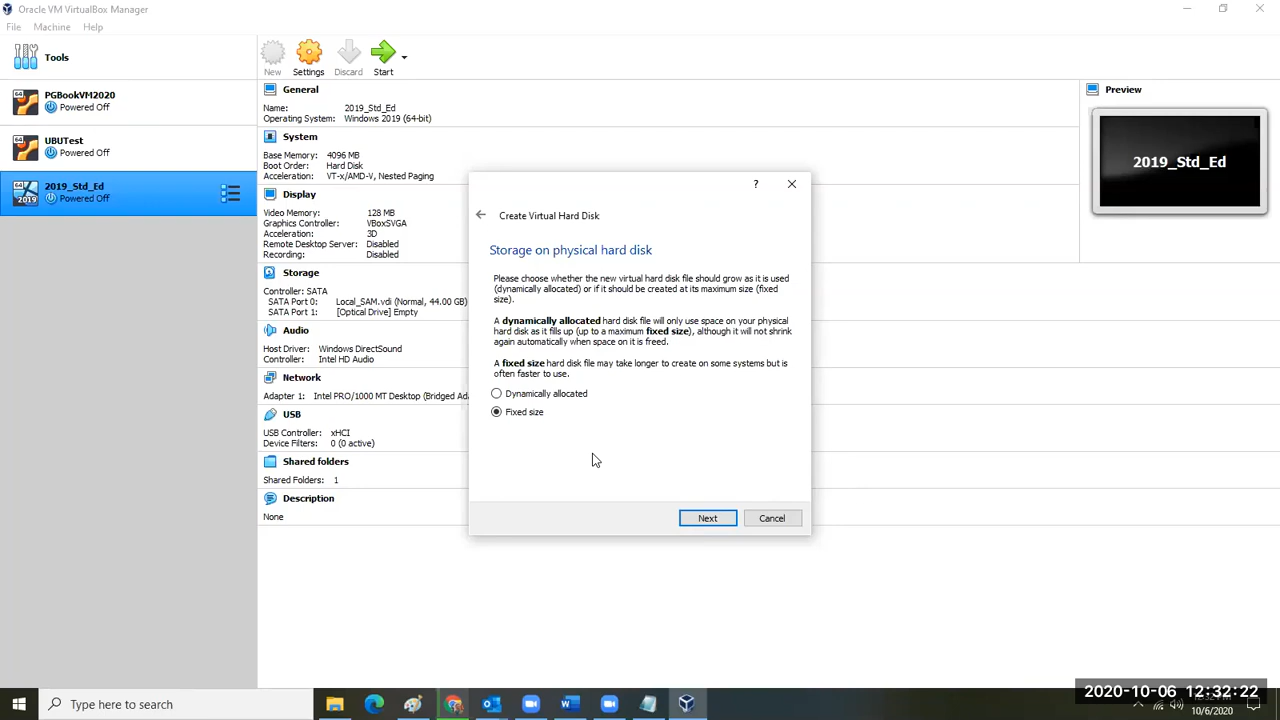 Oracle VM VirtualBox Manager
File Machine Help
Tools
New Settings Discard Start
PGBookVM2020
Powered Off
UBUTest
Powered Off
2019_Std_Ed
Powered Off
64
64
64
2019
General
Name: 2019_Std_Ed
Operating System: Windows 2019 (64-bit)
System
Base Memory: 4096 MB
Boot Order: Hard Disk
Acceleration: VT-x/AMD-V, Nested Paging
Display
Video Memory: 128 MB
Graphics Controller: VBoxSVGA
Acceleration: 3D
Remote Desktop Server: Disabled
Recording: Disabled
Storage
Controller: SATA
SATA Port 0: Local_SAM.vdi (Normal, 44.00 GB)
SATA Port 1: [Optical Drive] Empty
Audio
Host Driver: Windows DirectSound
Controller: Intel HD Audio
Network
Adapter 1: Intel PRO/1000 MT Desktop (Bridged Ada
USB
USB Controller: xHCI
Device Filters: 0 (0 active)
Shared folders
Shared Folders: 1
Description
None
Preview
2019_Std_Ed
?
Create Virtual Hard Disk
Storage on physical hard disk
Please choose whether the new virtual hard disk file should grow as it is used
(dynamically allocated) or if it should be created at its maximum size (fixed
size).
A dynamically allocated hard disk file will only use space on your physical
hard disk as it fills up (up to a maximum fixed size), although it will not shrink
again automatically when space on it is freed.
A fixed size hard disk file may take longer to create on some systems but is
often faster to use.
Dynamically allocated
Fixed size
Next Cancel
Type here to search
2020-10-06 12:32:22
10/6/2020